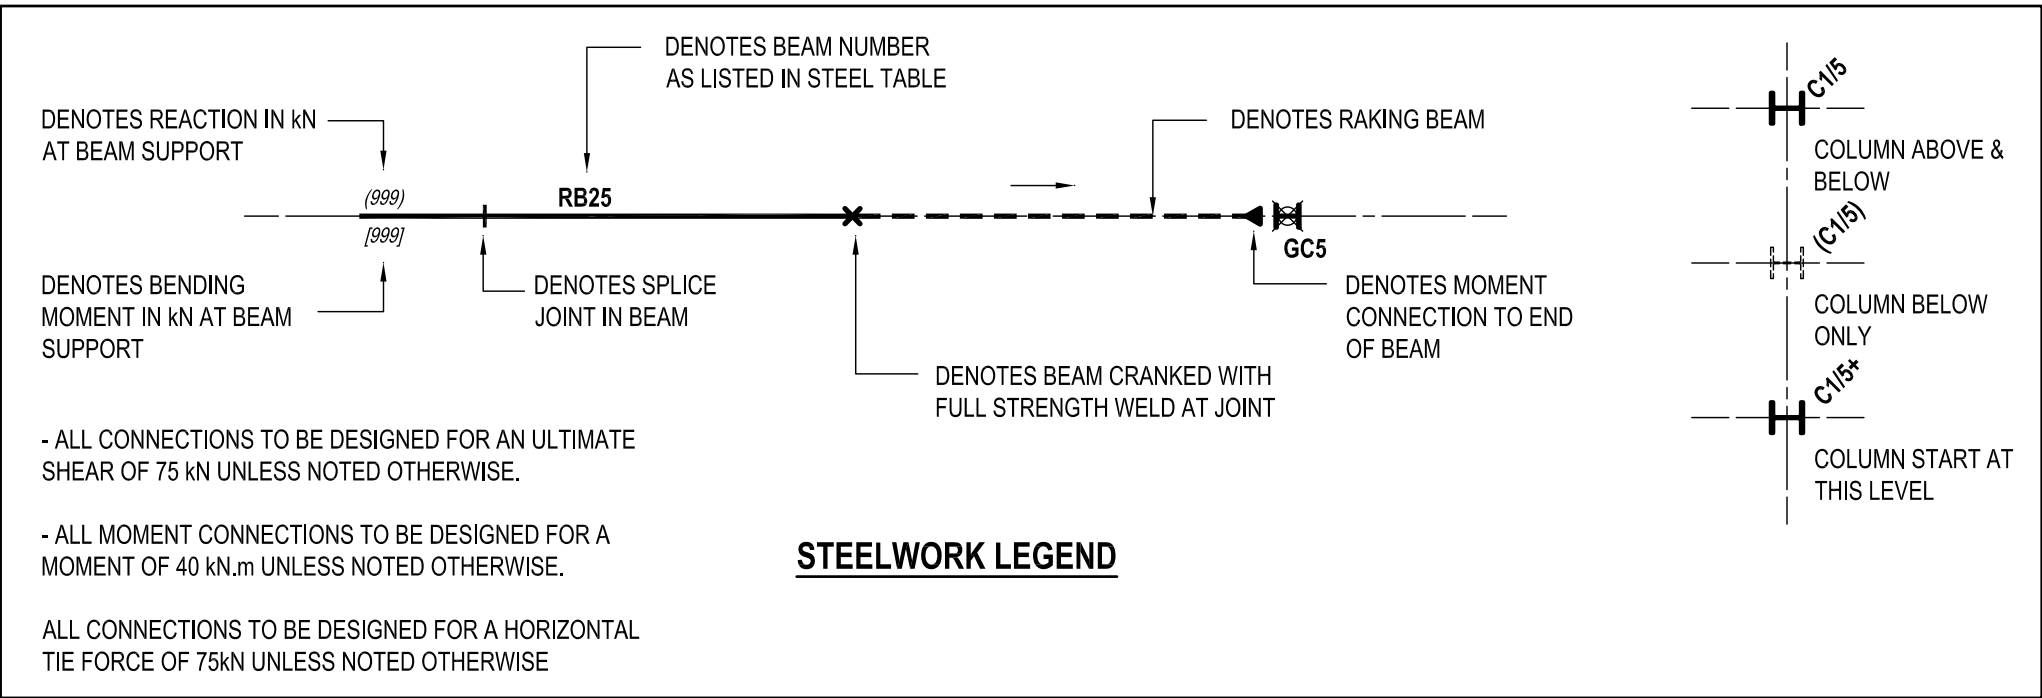 DENOTES BEAM NUMBER
AS LISTED IN STEEL TABLE
DENOTES REACTION IN kN
AT BEAM SUPPORT
DENOTES RAKING BEAM
(999)
RB25
[999]
GC5
DENOTES BENDING
MOMENT IN kN AT BEAM
SUPPORT
DENOTES SPLICE
JOINT IN BEAM
DENOTES MOMENT
CONNECTION TO END
OF BEAM
DENOTES BEAM CRANKED WITH
FULL STRENGTH WELD AT JOINT
C1/5
COLUMN ABOVE &
BELOW
(C1/5)
COLUMN BELOW
ONLY
C1/5+
COLUMN START AT
THIS LEVEL
- ALL CONNECTIONS TO BE DESIGNED FOR AN ULTIMATE
SHEAR OF 75 kN UNLESS NOTED OTHERWISE.
- ALL MOMENT CONNECTIONS TO BE DESIGNED FOR A
MOMENT OF 40 kN.m UNLESS NOTED OTHERWISE.
ALL CONNECTIONS TO BE DESIGNED FOR A HORIZONTAL
TIE FORCE OF 75kN UNLESS NOTED OTHERWISE
STEELWORK LEGEND